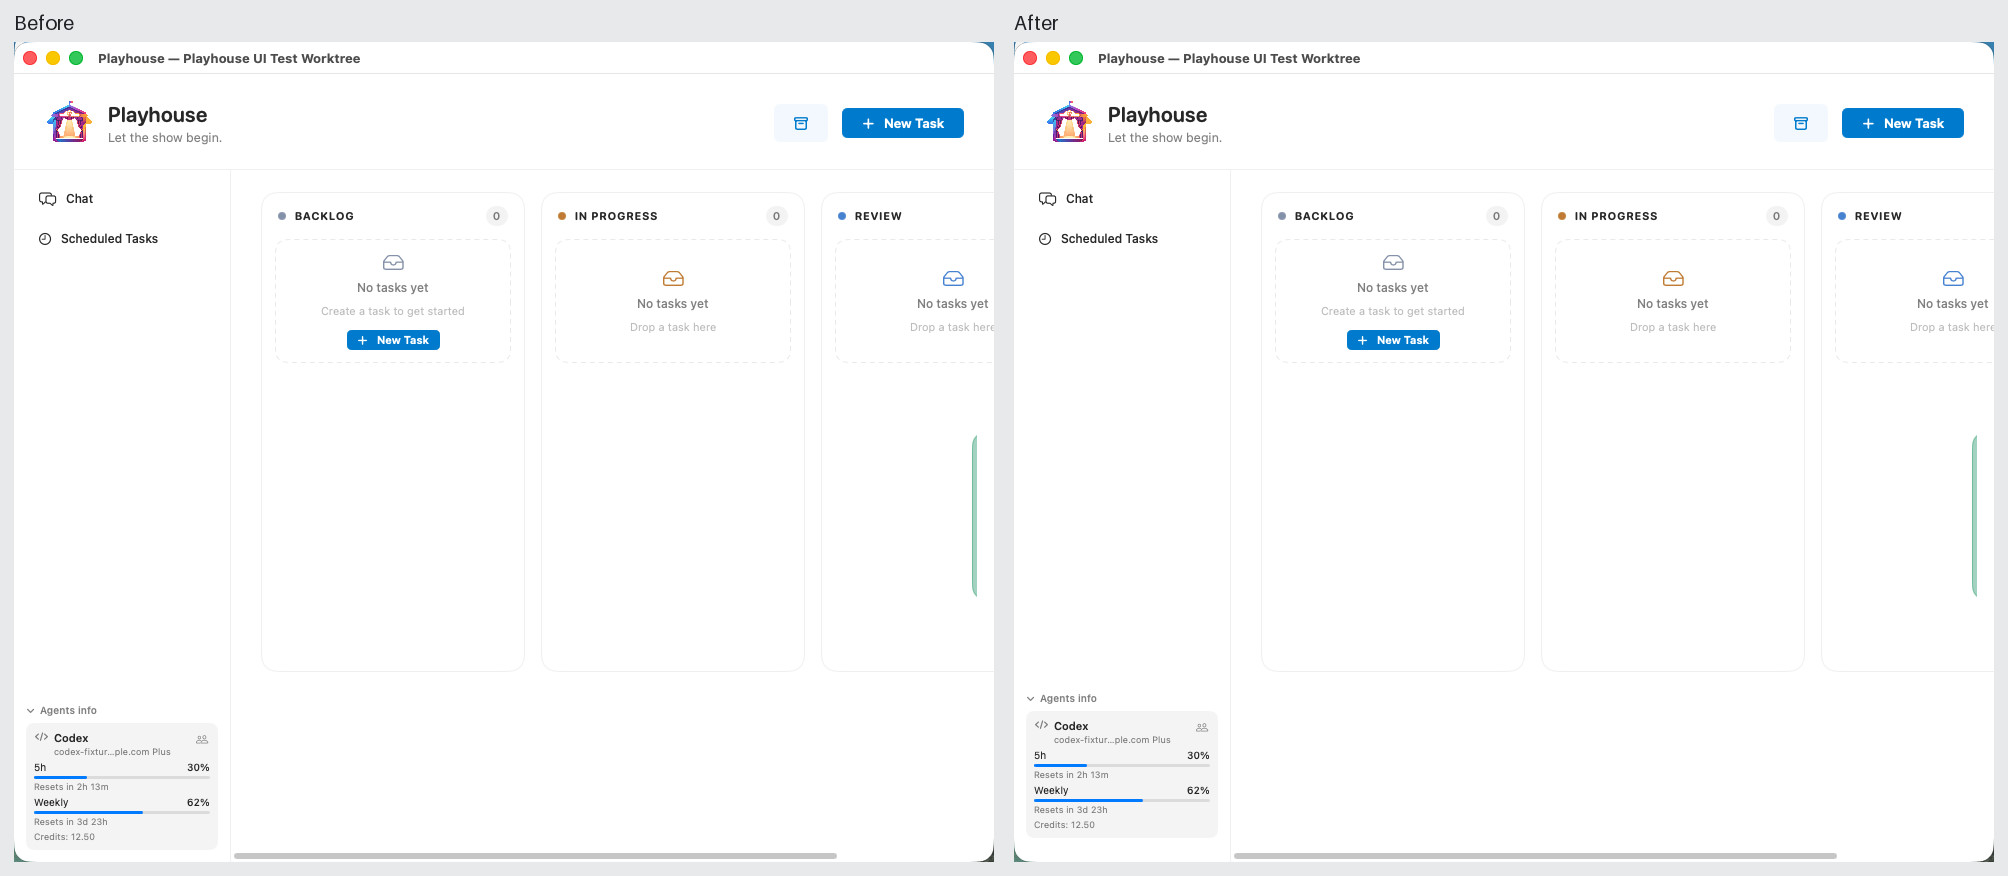 Before
Playhouse — Playhouse UI Test Worktree
Playhouse
Let the show begin.
New Task
Chat
Scheduled Tasks
BACKLOG 0
No tasks yet
Create a task to get started
New Task
IN PROGRESS 0
No tasks yet
Drop a task here
REVIEW
No tasks yet
Drop a task here
Agents info
Codex
codex-fixtur...ple.com Plus
5h 30%
Resets in 2h 13m
Weekly 62%
Resets in 3d 23h
Credits: 12.50
After
Playhouse — Playhouse UI Test Worktree
Playhouse
Let the show begin.
New Task
Chat
Scheduled Tasks
BACKLOG 0
No tasks yet
Create a task to get started
New Task
IN PROGRESS 0
No tasks yet
Drop a task here
REVIEW
No tasks yet
Drop a task here
Agents info
Codex
codex-fixtur...ple.com Plus
5h 30%
Resets in 2h 13m
Weekly 62%
Resets in 3d 23h
Credits: 12.50